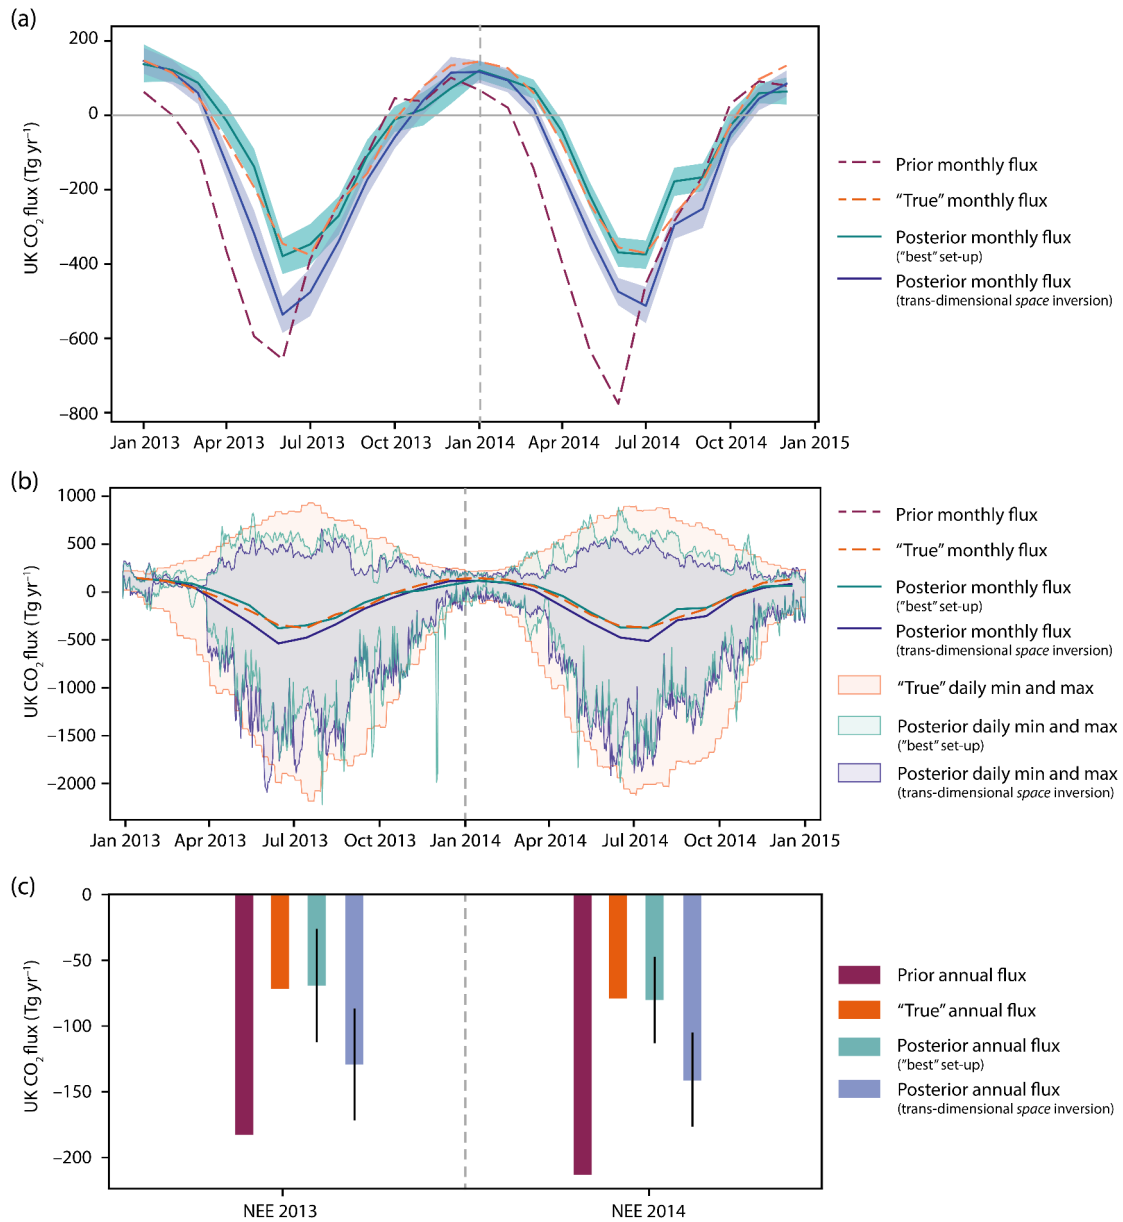 (a)
UK CO2 flux (Tg yr⁻¹)
200
0
−200
−400
−600
−800
Jan 2013 Apr 2013 Jul 2013 Oct 2013 Jan 2014 Apr 2014 Jul 2014 Oct 2014 Jan 2015
Prior monthly flux
“True” monthly flux
Posterior monthly flux
(“best” set-up)
Posterior monthly flux
(trans-dimensional space inversion)
(b)
UK CO2 flux (Tg yr⁻¹)
1000
500
0
−500
−1000
−1500
−2000
Jan 2013 Apr 2013 Jul 2013 Oct 2013 Jan 2014 Apr 2014 Jul 2014 Oct 2014 Jan 2015
Prior monthly flux
“True” monthly flux
Posterior monthly flux
(“best” set-up)
Posterior monthly flux
(trans-dimensional space inversion)
“True” daily min and max
Posterior daily min and max
(“best” set-up)
Posterior daily min and max
(trans-dimensional space inversion)
(c)
UK CO2 flux (Tg yr⁻¹)
0
−50
−100
−150
−200
NEE 2013 NEE 2014
Prior annual flux
“True” annual flux
Posterior annual flux
(“best” set-up)
Posterior annual flux
(trans-dimensional space inversion)